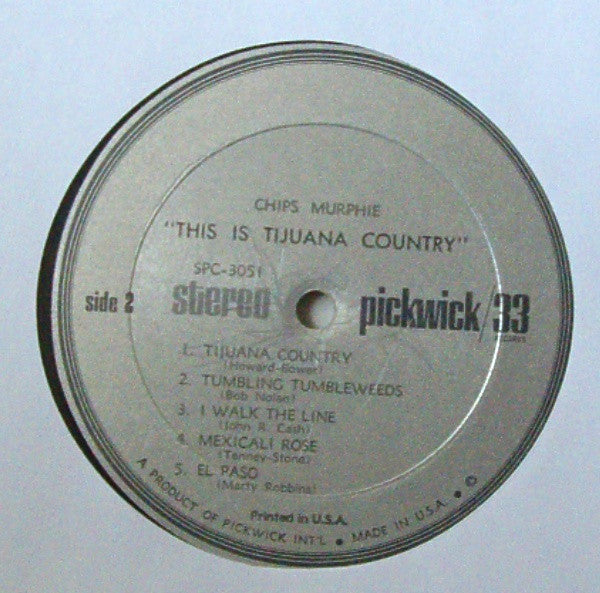 CHIPS MURPHIE
"THIS IS TIJUANA COUNTRY"
SPC-3051
side 2 stereo pickwick/33
RECORDS
1. TIJUANA COUNTRY
(Howard-Bower)
2. TUMBLING TUMBLEWEEDS
(Bob Nolan)
3. I WALK THE LINE
(John R. Cash)
4. MEXICALI ROSE
(Tenney-Stone)
5. EL PASO
(Marty Robbins)
Printed in U.S.A.
A PRODUCT OF PICKWICK INT'L • MADE IN U.S.A. • ©